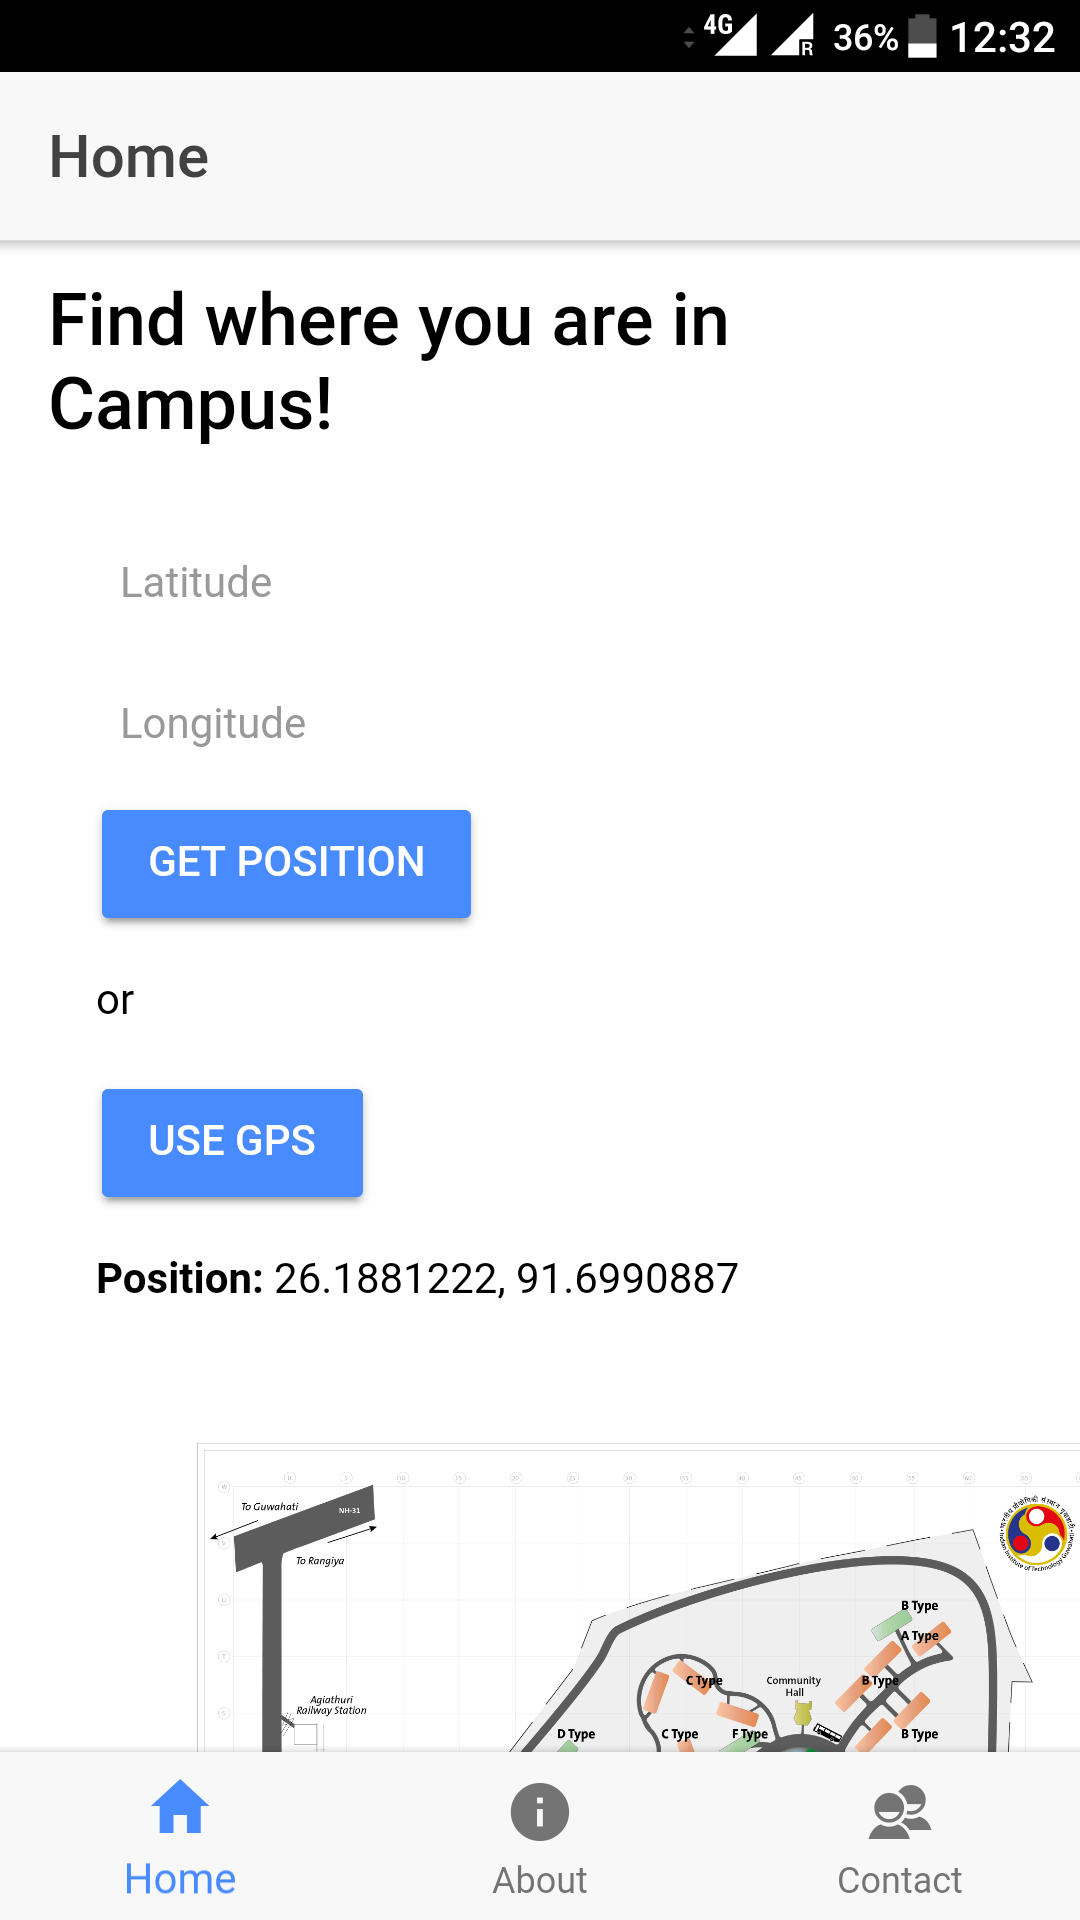 4G R 36% 12:32
Home
Find where you are in
Campus!
Latitude
Longitude
GET POSITION
or
USE GPS
Position: 26.1881222, 91.6990887
To Guwahati
NH-31
To Rangiya
B Type
A Type
C Type
Community
Hall
B Type
Agiathuri
Railway Station
D Type
C Type
F Type
B Type
Home
About
Contact